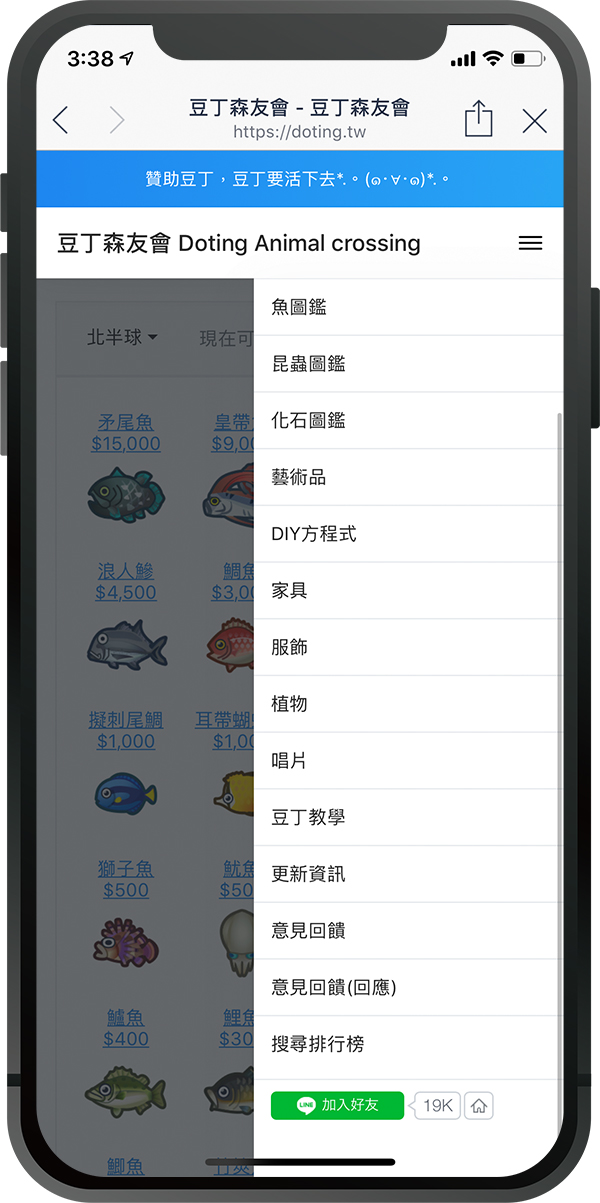 3:38
豆丁森友會 - 豆丁森友會
https://doting.tw
贊助豆丁，豆丁要活下去*.。(๑･∀･๑)*.。
豆丁森友會 Doting Animal crossing
北半球
現在可
矛尾魚
$15,000
皇帶
$9,00
浪人鰺
$4,500
鯛魚
$3,00
擬刺尾鯛
$1,000
耳帶蝴
$1,00
獅子魚
$500
魷魚
$50
鱸魚
$400
鯉魚
$30
鯽魚
竹筴
魚圖鑑
昆蟲圖鑑
化石圖鑑
藝術品
DIY方程式
家具
服飾
植物
唱片
豆丁教學
更新資訊
意見回饋
意見回饋(回應)
搜尋排行榜
LINE 加入好友
19K